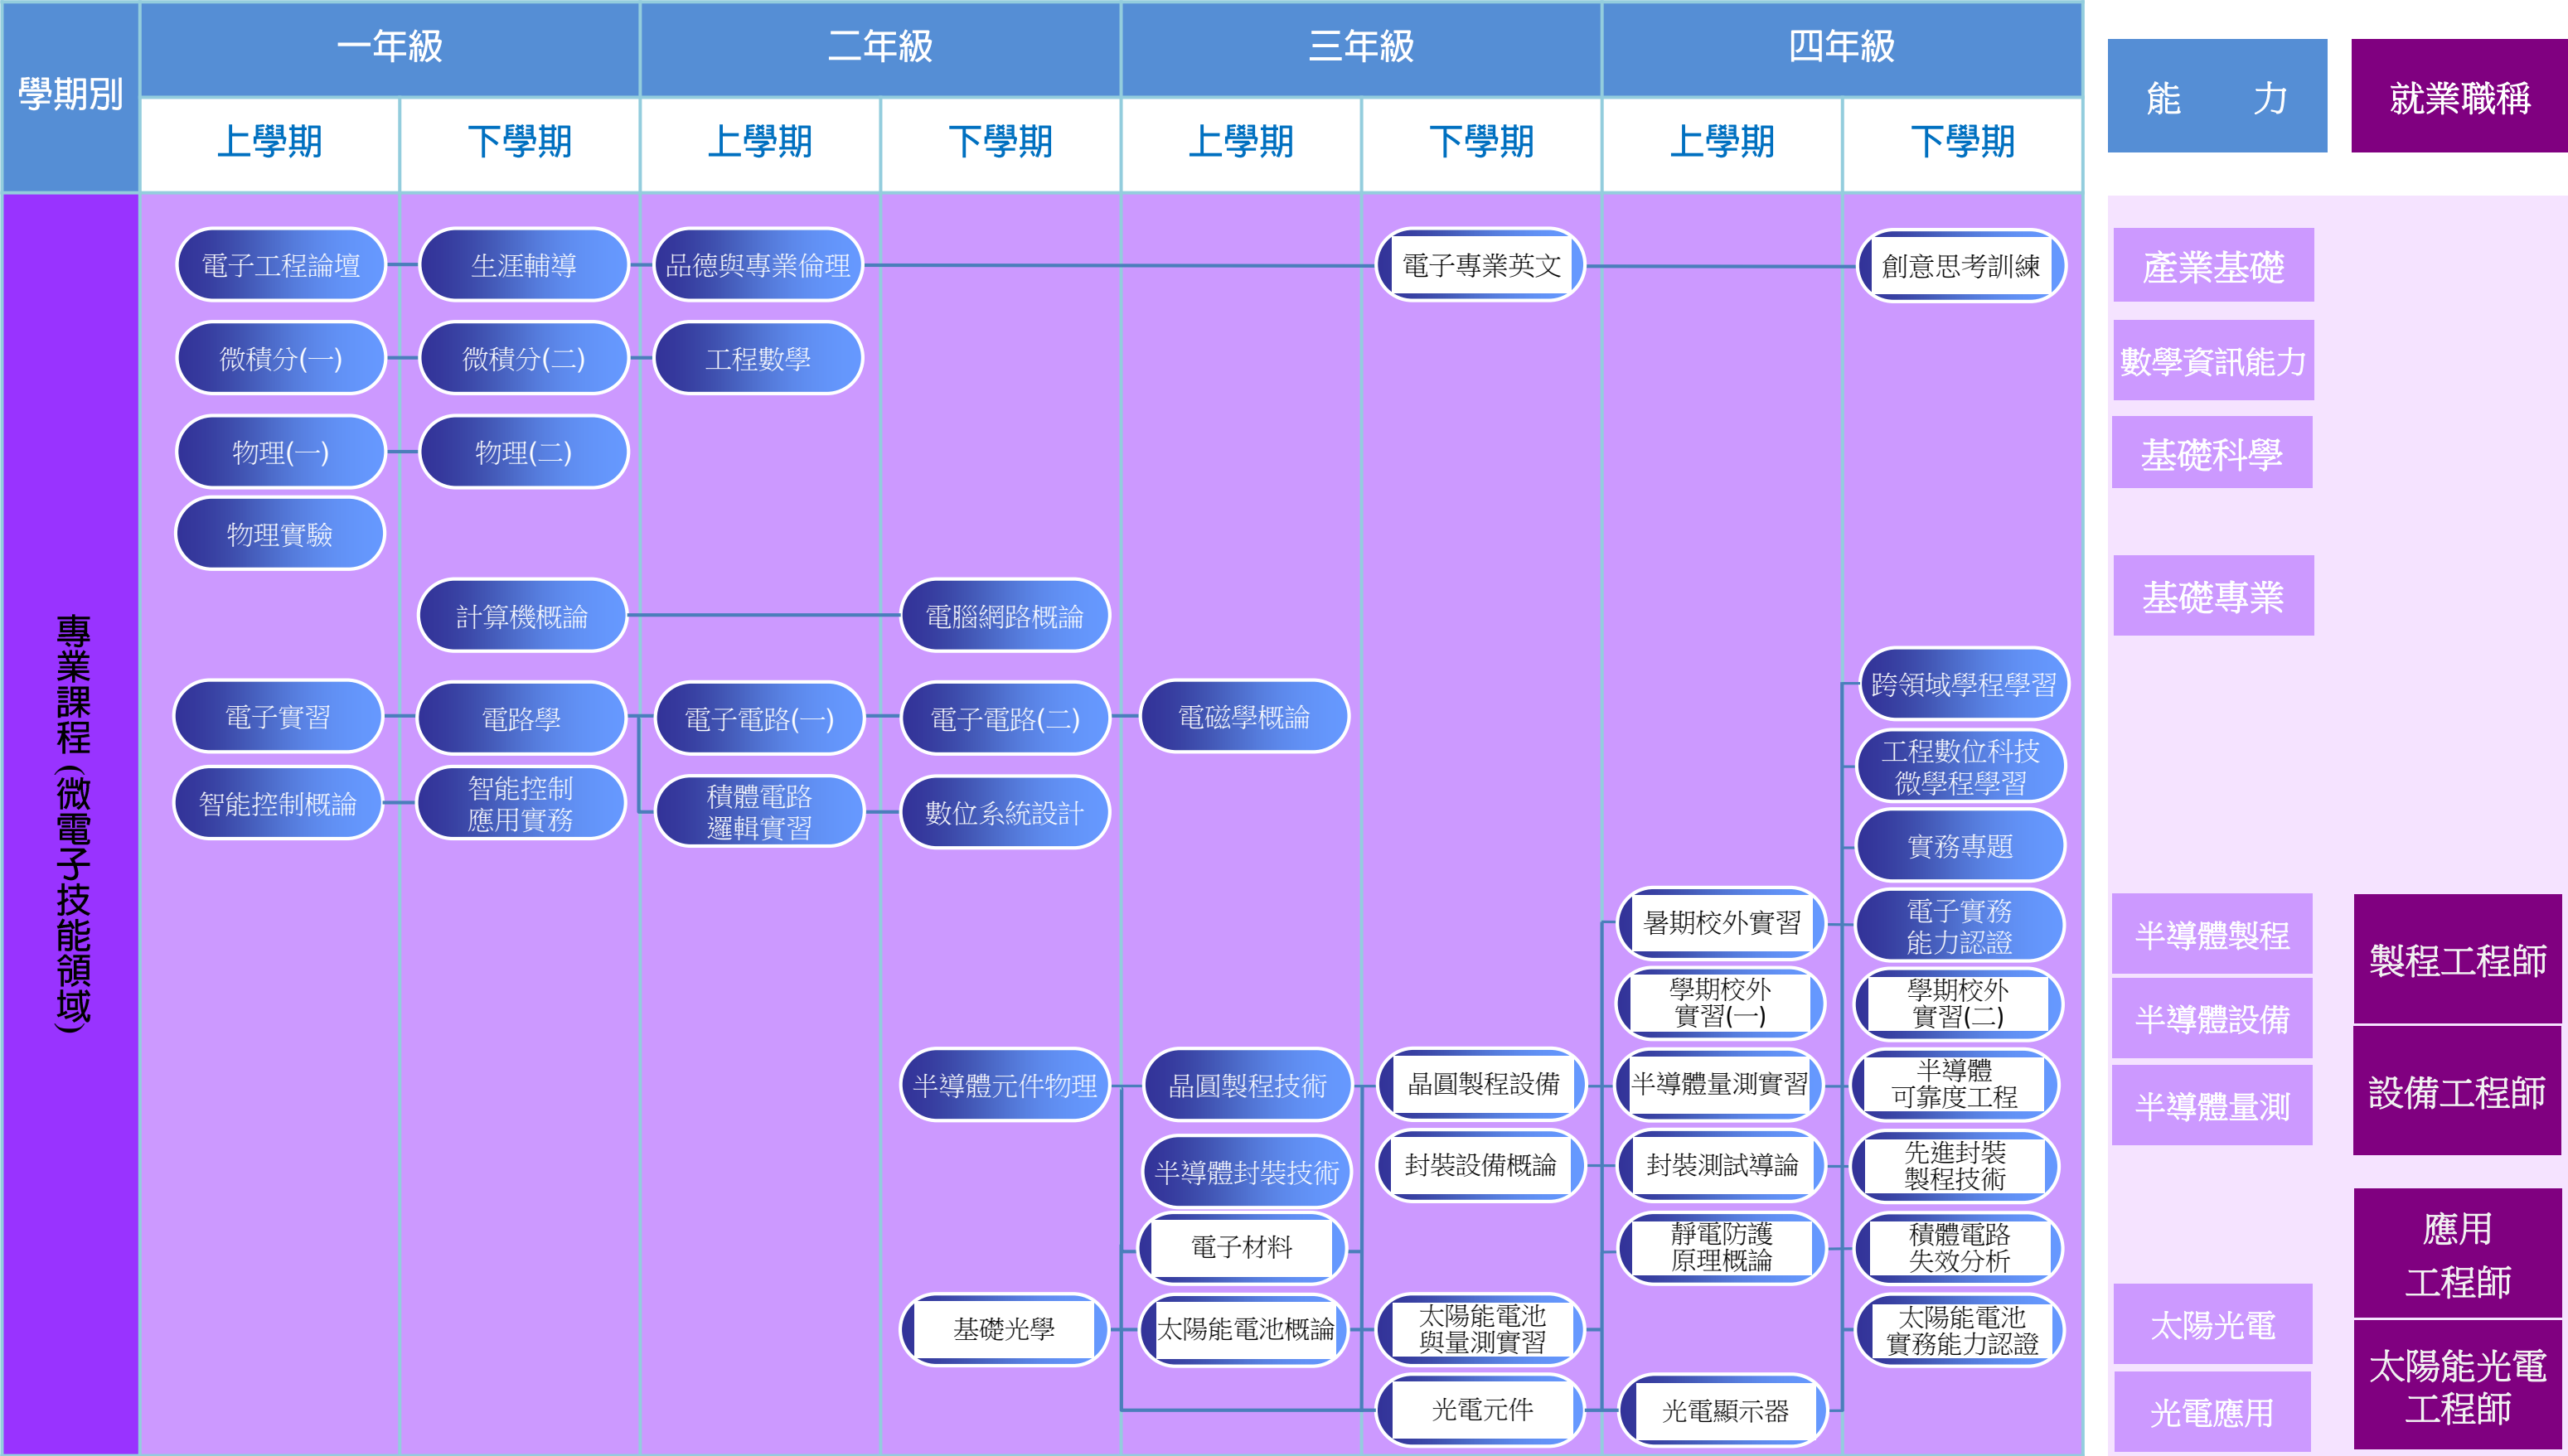 學期別
一年級
二年級
三年級
四年級
能 力
就業職稱
上學期
下學期
上學期
下學期
上學期
下學期
上學期
下學期
專業課程(微電子技能領域)
電子工程論壇
生涯輔導
品德與專業倫理
電子專業英文
創意思考訓練
產業基礎
微積分(一)
微積分(二)
工程數學
數學資訊能力
物理(一)
物理(二)
基礎科學
物理實驗
計算機概論
電腦網路概論
基礎專業
跨領域學程學習
電子實習
電路學
電子電路(一)
電子電路(二)
電磁學概論
工程數位科技
微學程學習
智能控制概論
智能控制
應用實務
積體電路
邏輯實習
數位系統設計
實務專題
暑期校外實習
電子實務
能力認證
半導體製程
製程工程師
學期校外
實習(一)
學期校外
實習(二)
半導體設備
半導體元件物理
晶圓製程技術
晶圓製程設備
半導體量測實習
半導體
可靠度工程
半導體量測
設備工程師
半導體封裝技術
封裝設備概論
封裝測試導論
先進封裝
製程技術
電子材料
靜電防護
原理概論
積體電路
失效分析
應用
工程師
基礎光學
太陽能電池概論
太陽能電池
與量測實習
太陽能電池
實務能力認證
太陽光電
太陽能光電
工程師
光電元件
光電顯示器
光電應用